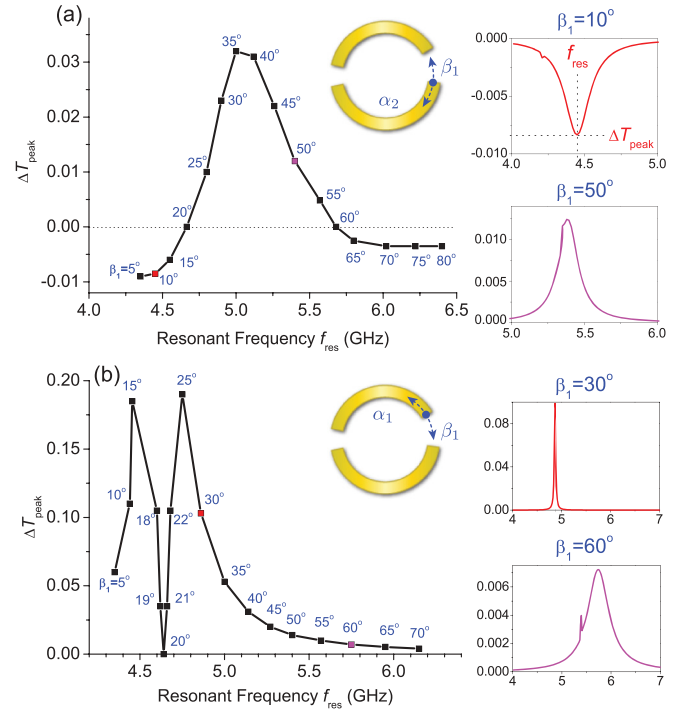 (a)
0.04
0.03
0.02
0.01
0.00
-0.01
ΔT_peak
35°
40°
30°
45°
25°
50°
20°
55°
60°
β₁=5°
10°
15°
65°
70°
75°
80°
α₂
β₁
4.0 4.5 5.0 5.5 6.0 6.5
Resonant Frequency f_res (GHz)
β₁=10°
0.000
-0.005
-0.010
f_res
ΔT_peak
4.0 4.5 5.0
β₁=50°
0.010
0.005
0.000
5.0 5.5 6.0
(b)
0.20
0.15
0.10
0.05
0.00
ΔT_peak
15°
25°
10°
18°
22°
30°
β₁=5°
19°
21°
20°
35°
40°
45°
50°
55°
60°
65°
70°
α₁
β₁
4.5 5.0 5.5 6.0
Resonant Frequency f_res (GHz)
β₁=30°
0.08
0.04
0.00
4 5 6 7
β₁=60°
0.006
0.004
0.002
0.000
4 5 6 7